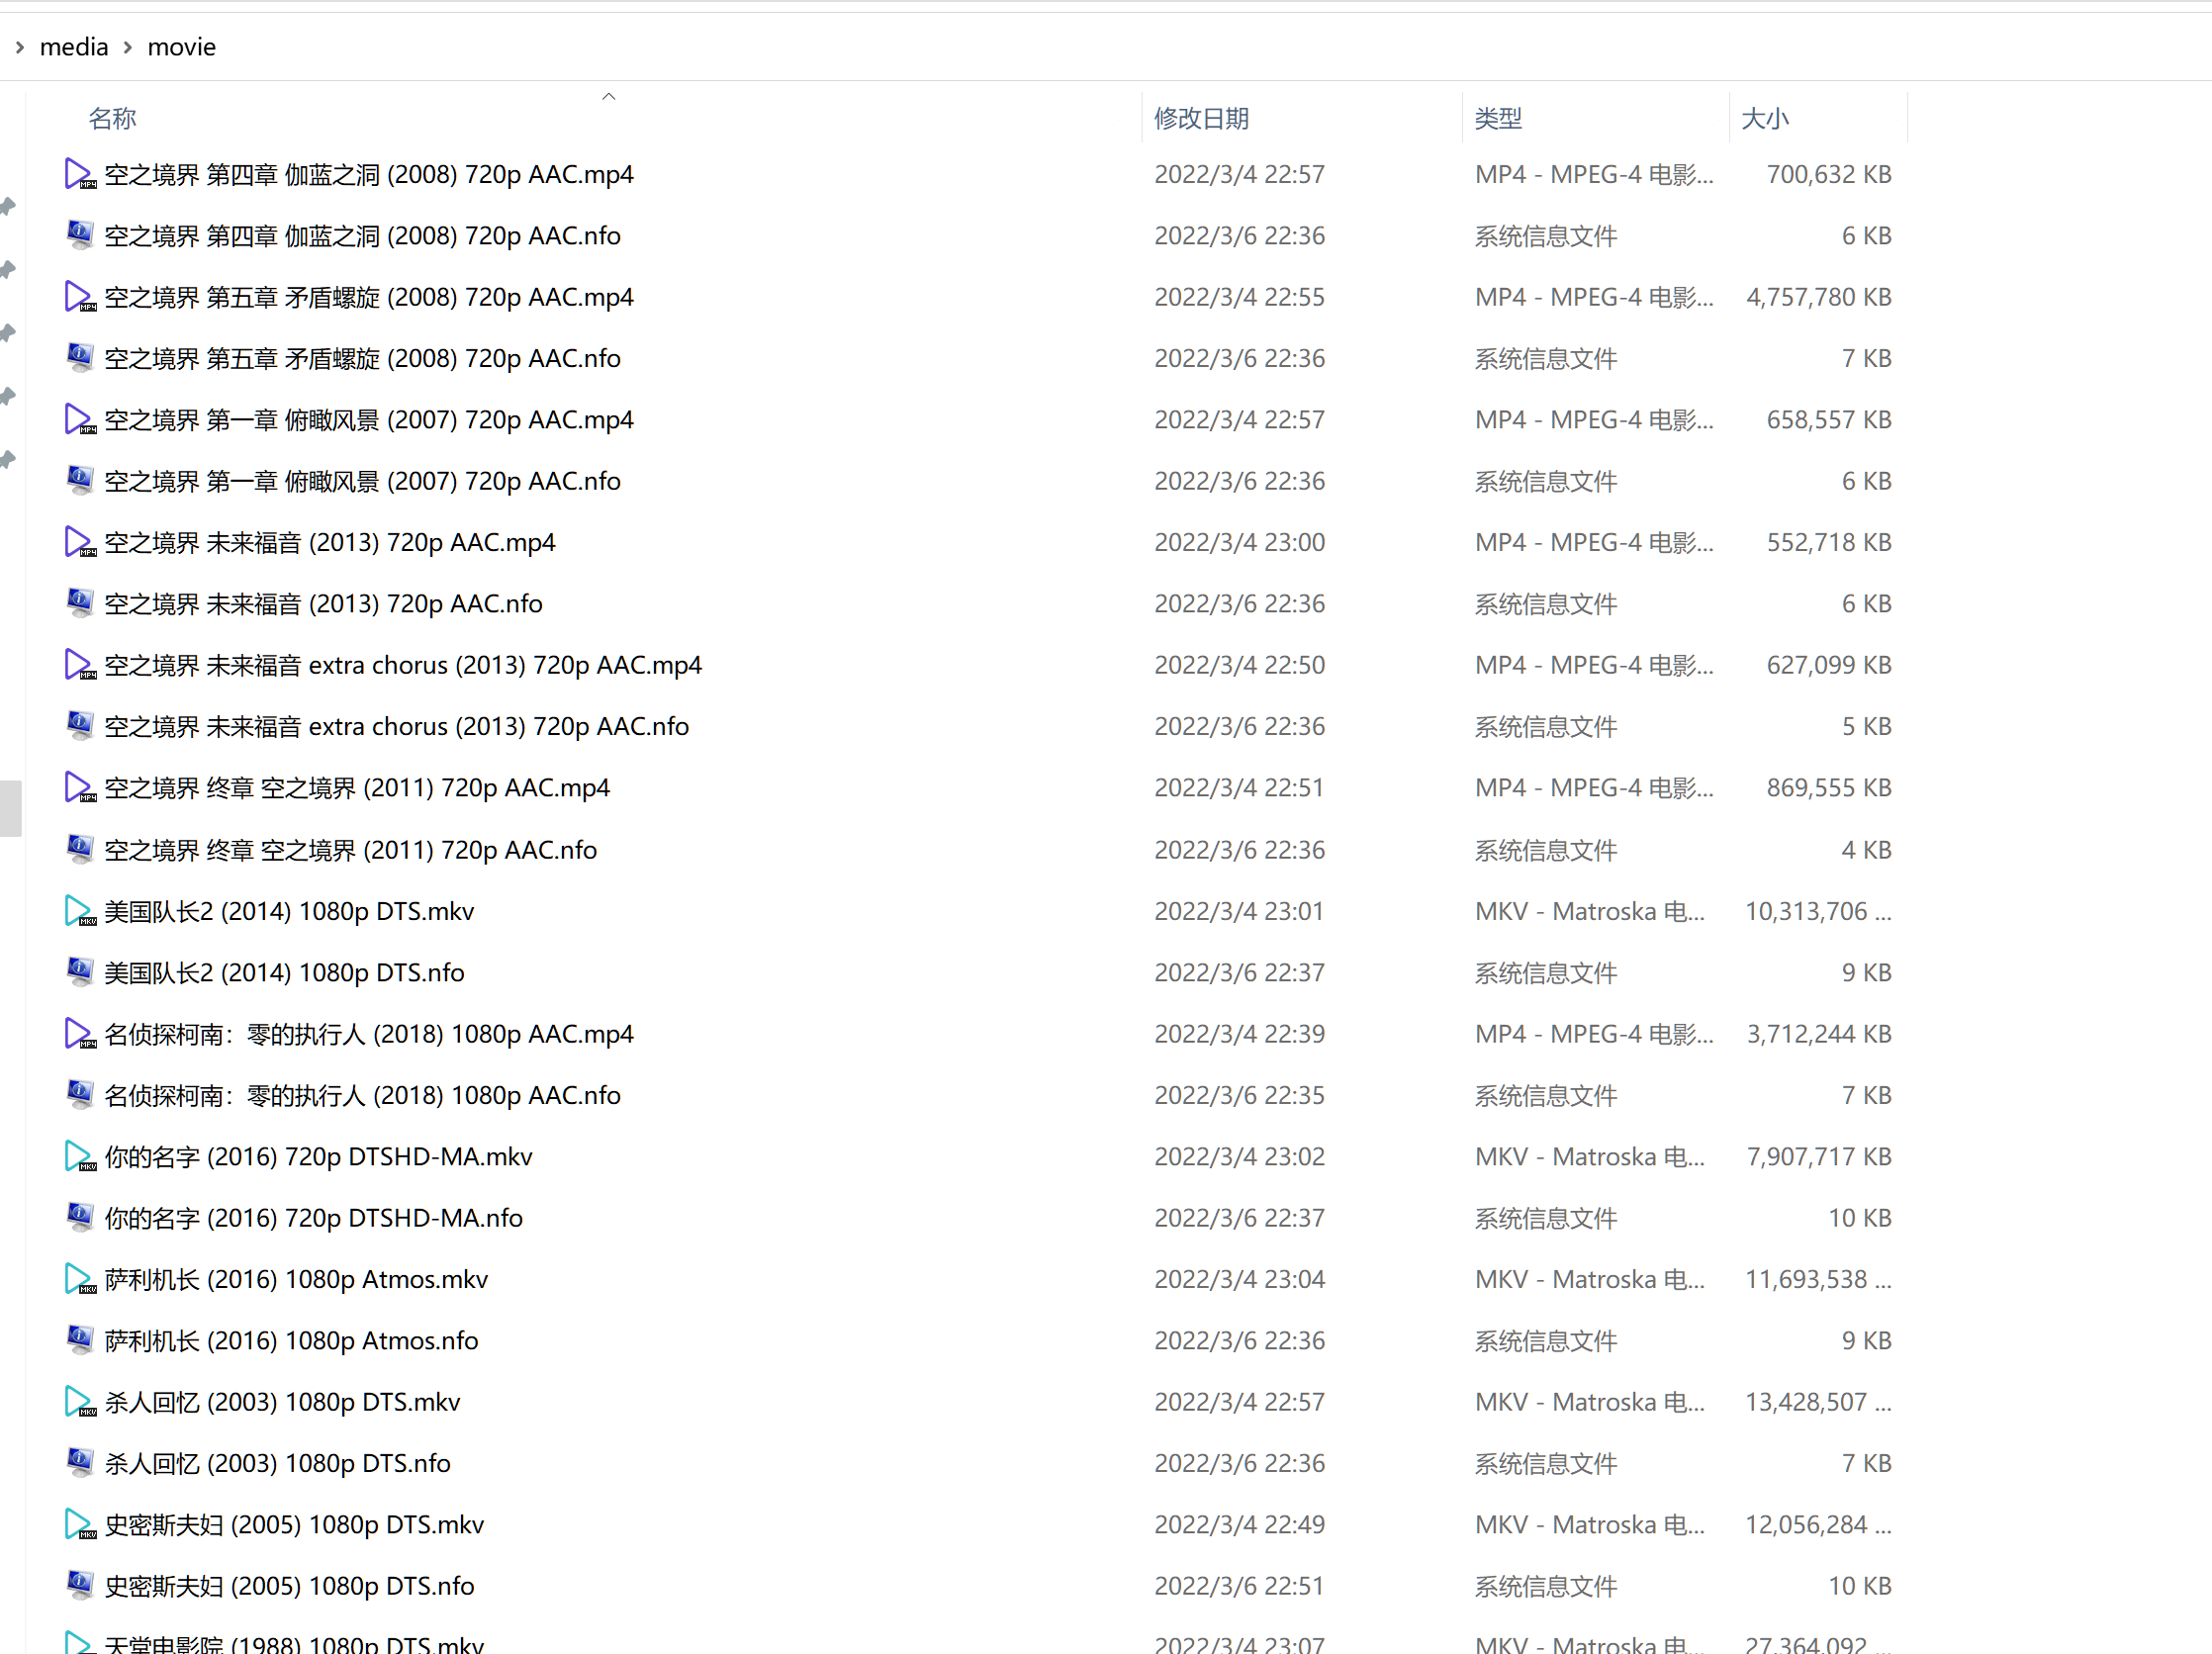 media › movie
名称 修改日期 类型 大小
空之境界 第四章 伽蓝之洞 (2008) 720p AAC.mp4 2022/3/4 22:57 MP4 - MPEG-4 电影... 700,632 KB
空之境界 第四章 伽蓝之洞 (2008) 720p AAC.nfo 2022/3/6 22:36 系统信息文件 6 KB
空之境界 第五章 矛盾螺旋 (2008) 720p AAC.mp4 2022/3/4 22:55 MP4 - MPEG-4 电影... 4,757,780 KB
空之境界 第五章 矛盾螺旋 (2008) 720p AAC.nfo 2022/3/6 22:36 系统信息文件 7 KB
空之境界 第一章 俯瞰风景 (2007) 720p AAC.mp4 2022/3/4 22:57 MP4 - MPEG-4 电影... 658,557 KB
空之境界 第一章 俯瞰风景 (2007) 720p AAC.nfo 2022/3/6 22:36 系统信息文件 6 KB
空之境界 未来福音 (2013) 720p AAC.mp4 2022/3/4 23:00 MP4 - MPEG-4 电影... 552,718 KB
空之境界 未来福音 (2013) 720p AAC.nfo 2022/3/6 22:36 系统信息文件 6 KB
空之境界 未来福音 extra chorus (2013) 720p AAC.mp4 2022/3/4 22:50 MP4 - MPEG-4 电影... 627,099 KB
空之境界 未来福音 extra chorus (2013) 720p AAC.nfo 2022/3/6 22:36 系统信息文件 5 KB
空之境界 终章 空之境界 (2011) 720p AAC.mp4 2022/3/4 22:51 MP4 - MPEG-4 电影... 869,555 KB
空之境界 终章 空之境界 (2011) 720p AAC.nfo 2022/3/6 22:36 系统信息文件 4 KB
美国队长2 (2014) 1080p DTS.mkv 2022/3/4 23:01 MKV - Matroska 电... 10,313,706 ...
美国队长2 (2014) 1080p DTS.nfo 2022/3/6 22:37 系统信息文件 9 KB
名侦探柯南：零的执行人 (2018) 1080p AAC.mp4 2022/3/4 22:39 MP4 - MPEG-4 电影... 3,712,244 KB
名侦探柯南：零的执行人 (2018) 1080p AAC.nfo 2022/3/6 22:35 系统信息文件 7 KB
你的名字 (2016) 720p DTSHD-MA.mkv 2022/3/4 23:02 MKV - Matroska 电... 7,907,717 KB
你的名字 (2016) 720p DTSHD-MA.nfo 2022/3/6 22:37 系统信息文件 10 KB
萨利机长 (2016) 1080p Atmos.mkv 2022/3/4 23:04 MKV - Matroska 电... 11,693,538 ...
萨利机长 (2016) 1080p Atmos.nfo 2022/3/6 22:36 系统信息文件 9 KB
杀人回忆 (2003) 1080p DTS.mkv 2022/3/4 22:57 MKV - Matroska 电... 13,428,507 ...
杀人回忆 (2003) 1080p DTS.nfo 2022/3/6 22:36 系统信息文件 7 KB
史密斯夫妇 (2005) 1080p DTS.mkv 2022/3/4 22:49 MKV - Matroska 电... 12,056,284 ...
史密斯夫妇 (2005) 1080p DTS.nfo 2022/3/6 22:51 系统信息文件 10 KB
天堂电影院 (1988) 1080p DTS.mkv 2022/3/4 23:07 MKV - Matroska 电... 27,364,092 ...